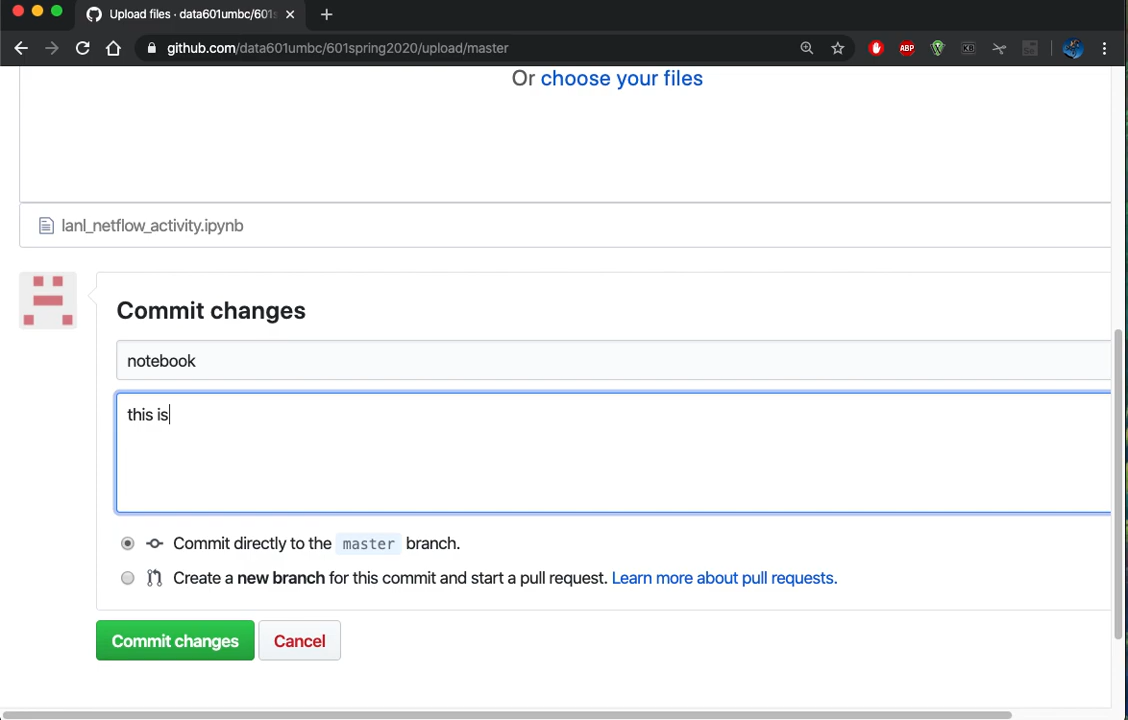 Upload files · data601umbc/601s
github.com/data601umbc/601spring2020/upload/master
ABP
Or choose your files
lanl_netflow_activity.ipynb
Commit changes
notebook
this is
Commit directly to the master branch.
Create a new branch for this commit and start a pull request. Learn more about pull requests.
Commit changes
Cancel